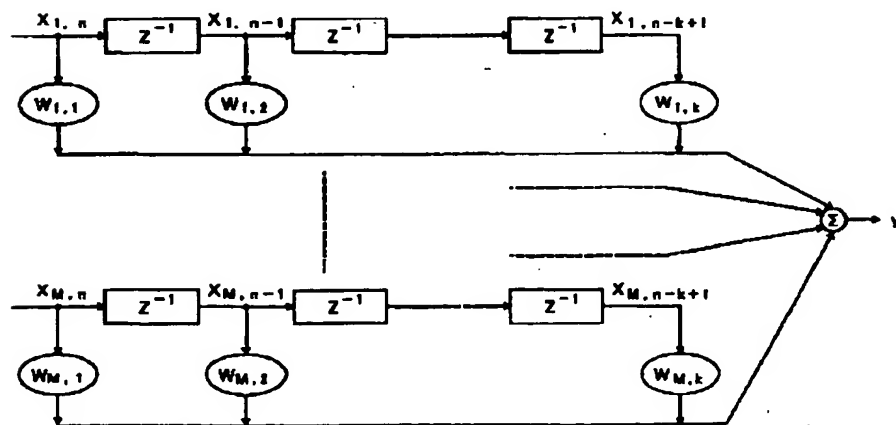 X1,n X1,n-1 X1,n-k+1
Z-1 Z-1 Z-1
W1,1 W1,2 W1,k
Σ Y
XM,n XM,n-1 XM,n-k+1
Z-1 Z-1 Z-1
WM,1 WM,2 WM,k